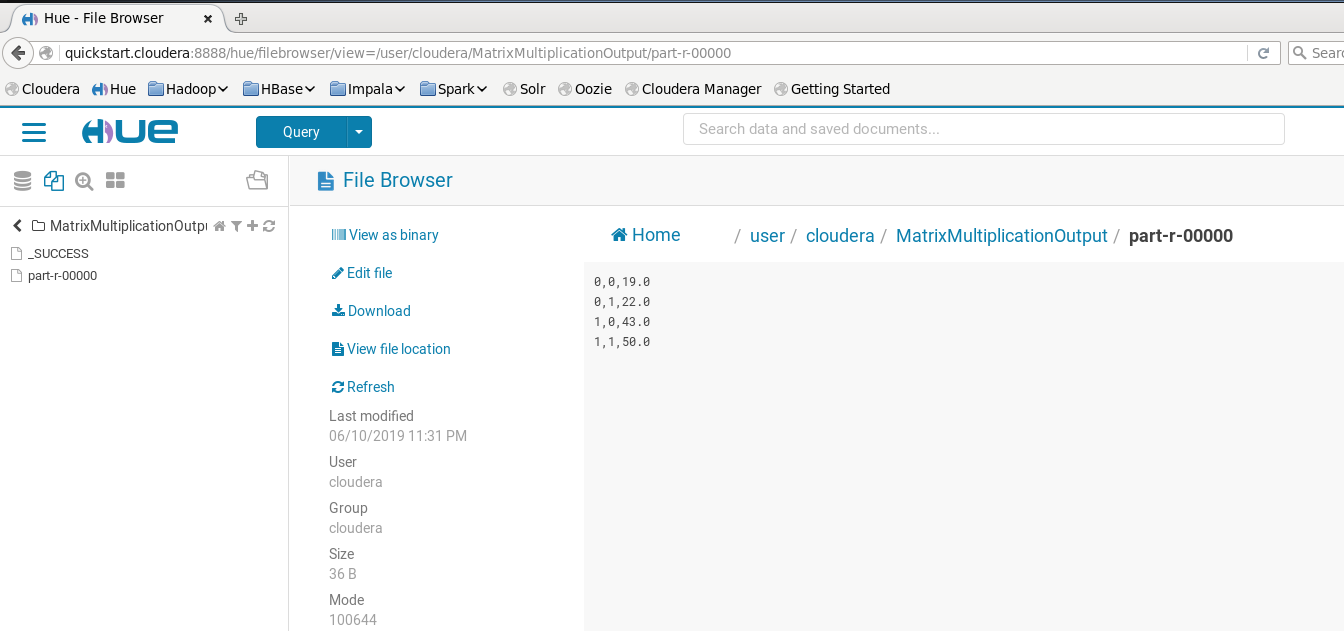 Hue - File Browser
quickstart.cloudera:8888/hue/filebrowser/view=/user/cloudera/MatrixMultiplicationOutput/part-r-00000
Sear
Cloudera Hue Hadoop HBase Impala Spark Solr Oozie Cloudera Manager Getting Started
HUE Query Search data and saved documents...
File Browser
MatrixMultiplicationOutpu
_SUCCESS
part-r-00000
View as binary
Edit file
Download
View file location
Refresh
Last modified
06/10/2019 11:31 PM
User
cloudera
Group
cloudera
Size
36 B
Mode
100644
Home / user / cloudera / MatrixMultiplicationOutput / part-r-00000
0,0,19.0
0,1,22.0
1,0,43.0
1,1,50.0